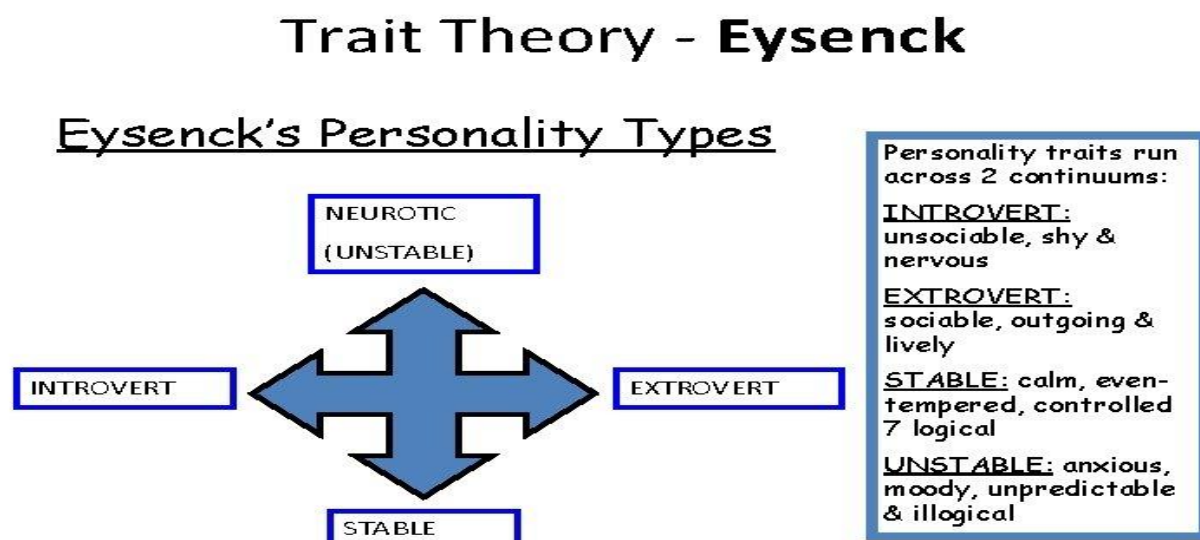 Trait Theory - Eysenck
Eysenck's Personality Types
NEUROTIC
(UNSTABLE)
INTROVERT
EXTROVERT
STABLE
Personality traits run
across 2 continuums:
INTROVERT:
unsociable, shy &
nervous
EXTROVERT:
sociable, outgoing &
lively
STABLE: calm, even-
tempered, controlled
7 logical
UNSTABLE: anxious,
moody, unpredictable
& illogical